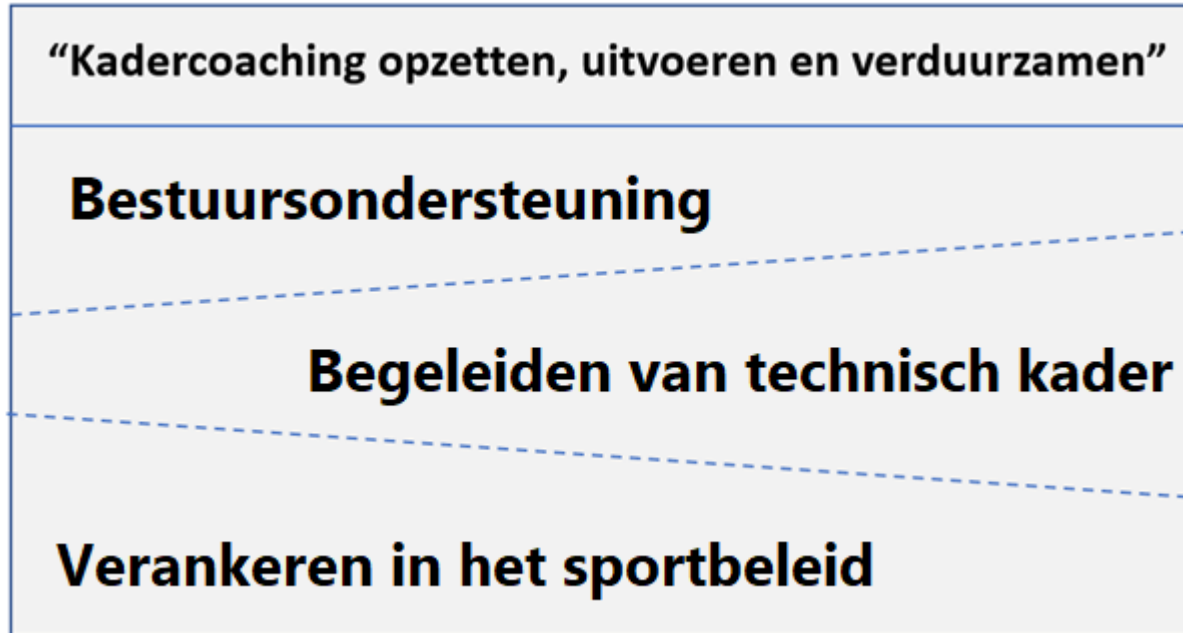 “Kadercoaching opzetten, uitvoeren en verduurzamen”
Bestuursondersteuning
Begeleiden van technisch kader
Verankeren in het sportbeleid